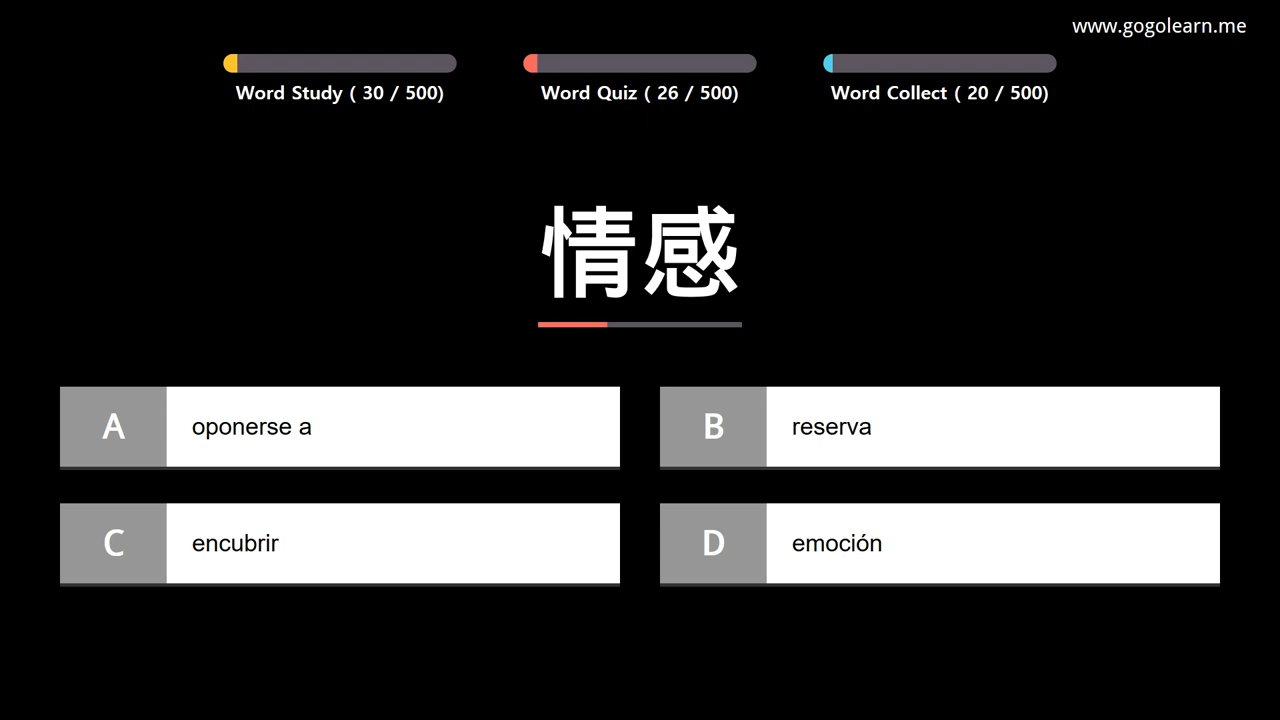 www.gogolearn.me
Word Study ( 30 / 500)
Word Quiz ( 26 / 500)
Word Collect ( 20 / 500)
情感
A
oponerse a
B
reserva
C
encubrir
D
emoción